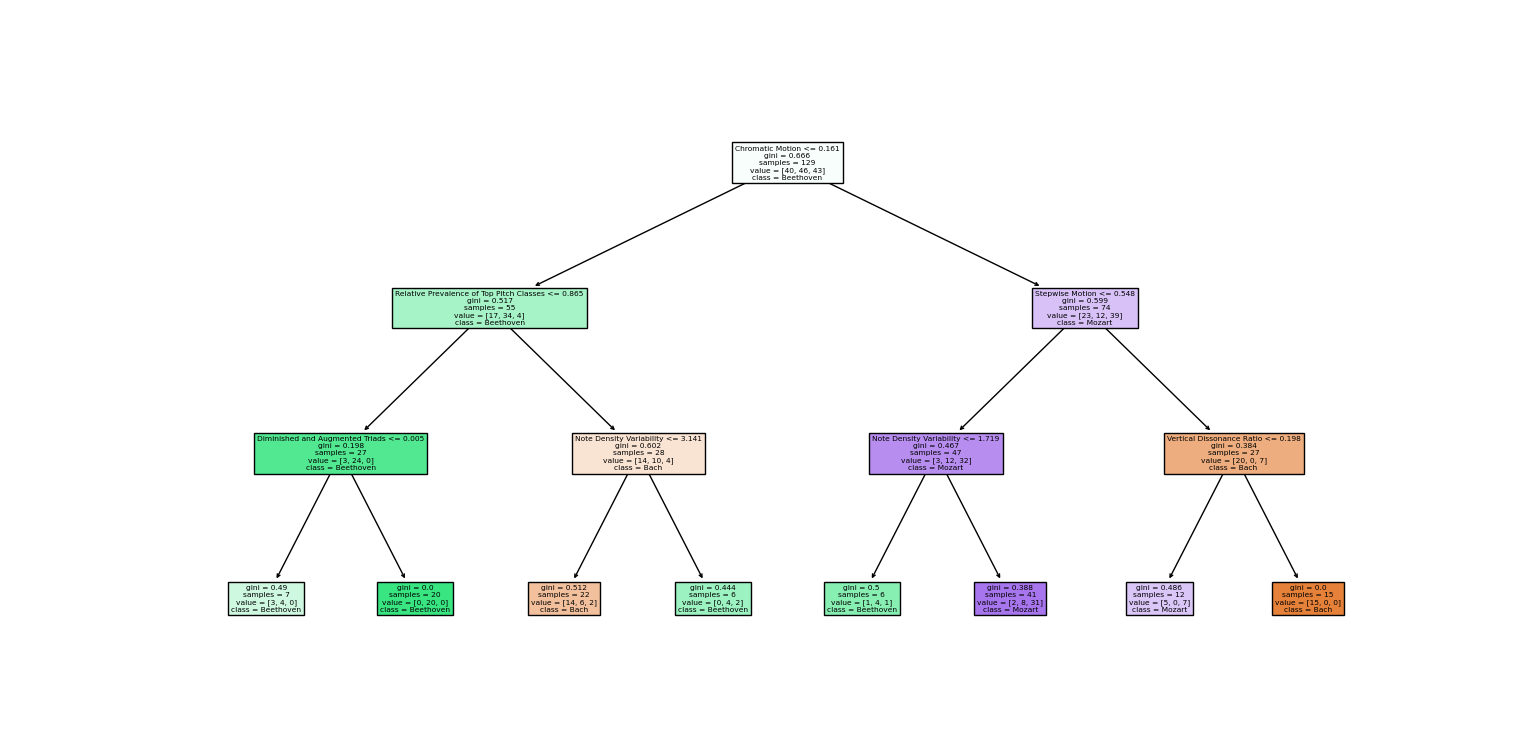 Chromatic Motion <= 0.161
gini = 0.666
samples = 129
value = [40, 46, 43]
class = Beethoven
Relative Prevalence of Top Pitch Classes <= 0.865
gini = 0.517
samples = 55
value = [17, 34, 4]
class = Beethoven
Stepwise Motion <= 0.548
gini = 0.599
samples = 74
value = [23, 12, 39]
class = Mozart
Diminished and Augmented Triads <= 0.005
gini = 0.198
samples = 27
value = [3, 24, 0]
class = Beethoven
Note Density Variability <= 3.141
gini = 0.602
samples = 28
value = [14, 10, 4]
class = Bach
Note Density Variability <= 1.719
gini = 0.467
samples = 47
value = [3, 12, 32]
class = Mozart
Vertical Dissonance Ratio <= 0.198
gini = 0.384
samples = 27
value = [20, 0, 7]
class = Bach
gini = 0.49
samples = 7
value = [3, 4, 0]
class = Beethoven
gini = 0.0
samples = 20
value = [0, 20, 0]
class = Beethoven
gini = 0.512
samples = 22
value = [14, 6, 2]
class = Bach
gini = 0.444
samples = 6
value = [0, 4, 2]
class = Beethoven
gini = 0.5
samples = 6
value = [1, 4, 1]
class = Beethoven
gini = 0.388
samples = 41
value = [2, 8, 31]
class = Mozart
gini = 0.486
samples = 12
value = [5, 0, 7]
class = Mozart
gini = 0.0
samples = 15
value = [15, 0, 0]
class = Bach